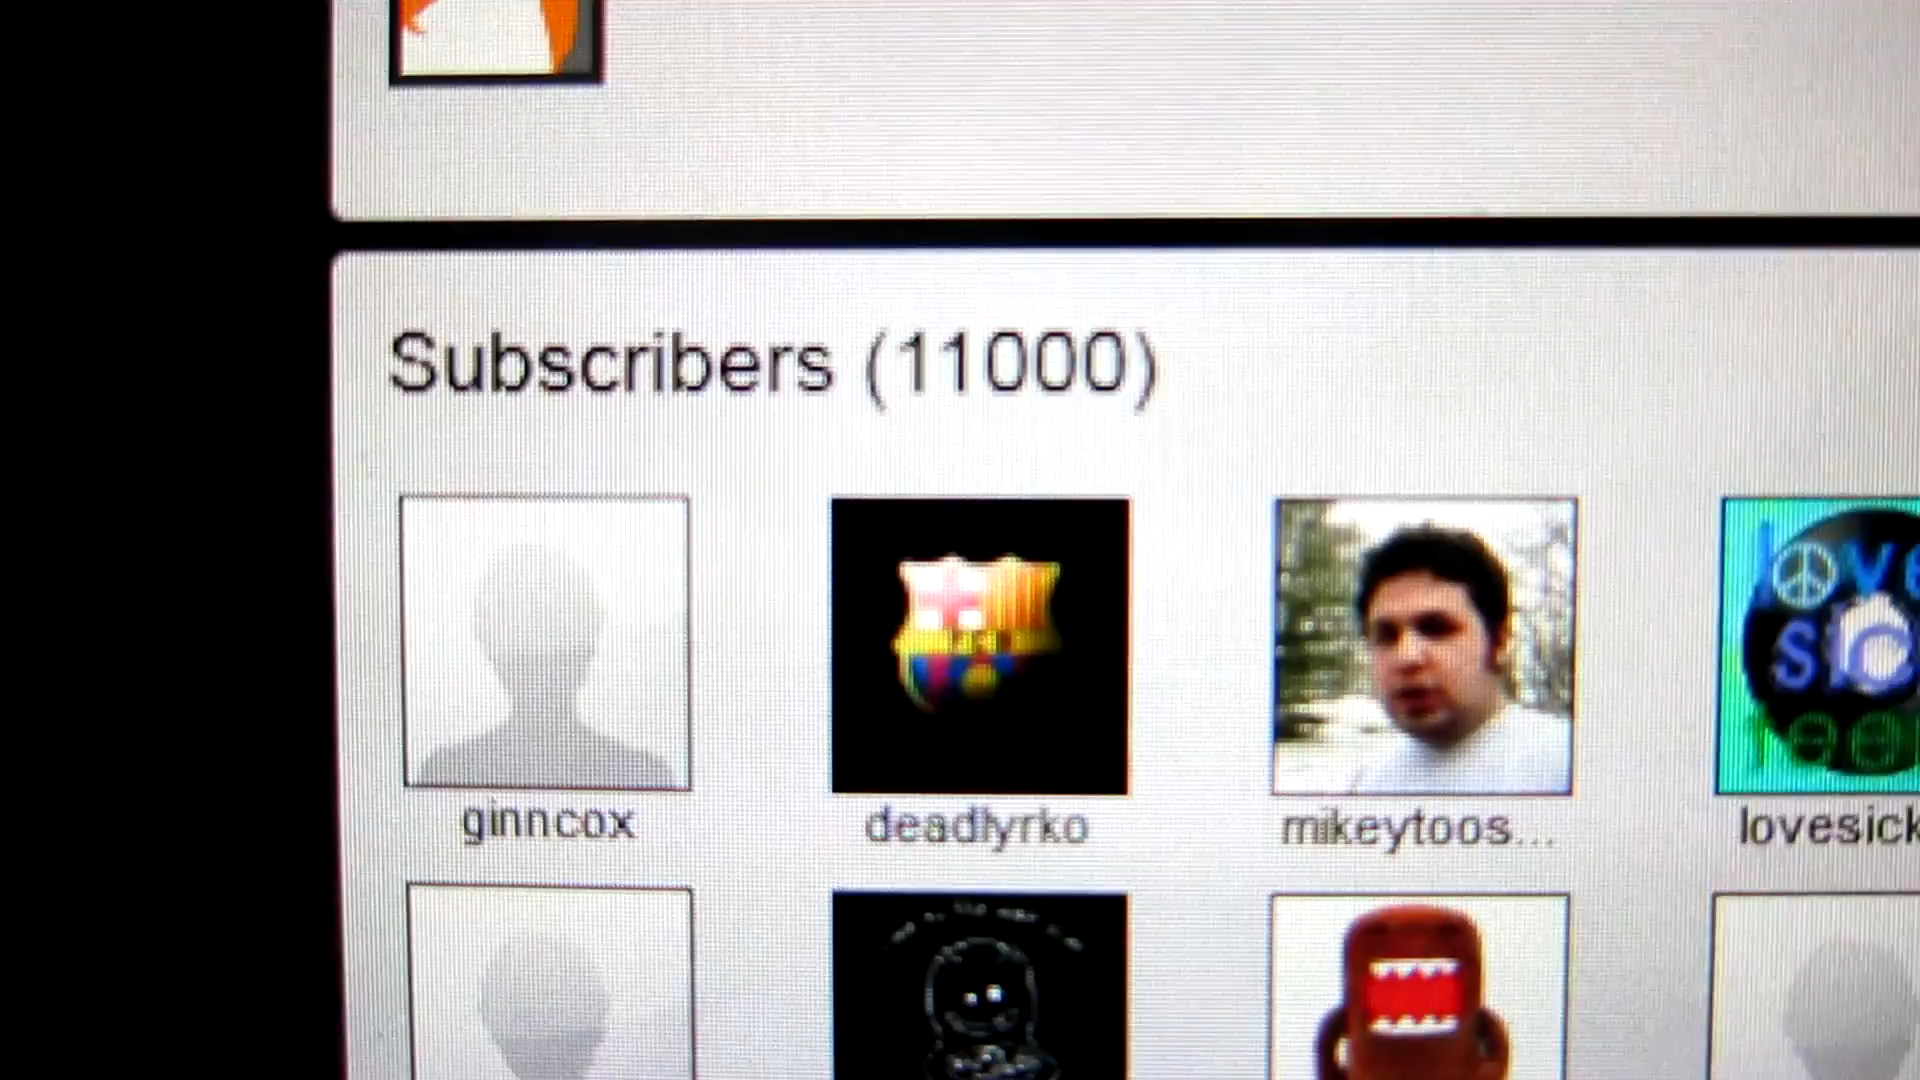 Subscribers (11000)
ginncox
deadlyrko
mikeytoos...
lovesick